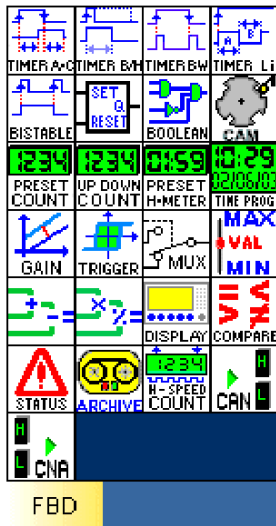 TIMER A•C TIMER B/H TIMER BW TIMER Li
A B
SET
Q
RESET
BISTABLE BOOLEAN CAM
1234 1234 01:59 10:29
02/06/03
PRESET COUNT UP DOWN COUNT PRESET H-METER TIME PROG
MAX
VAL
MIN
GAIN TRIGGER MUX
+ - = × % =
DISPLAY COMPARE
1234
STATUS ARCHIVE H-SPEED COUNT CAN
H
L
H
L CNA
FBD